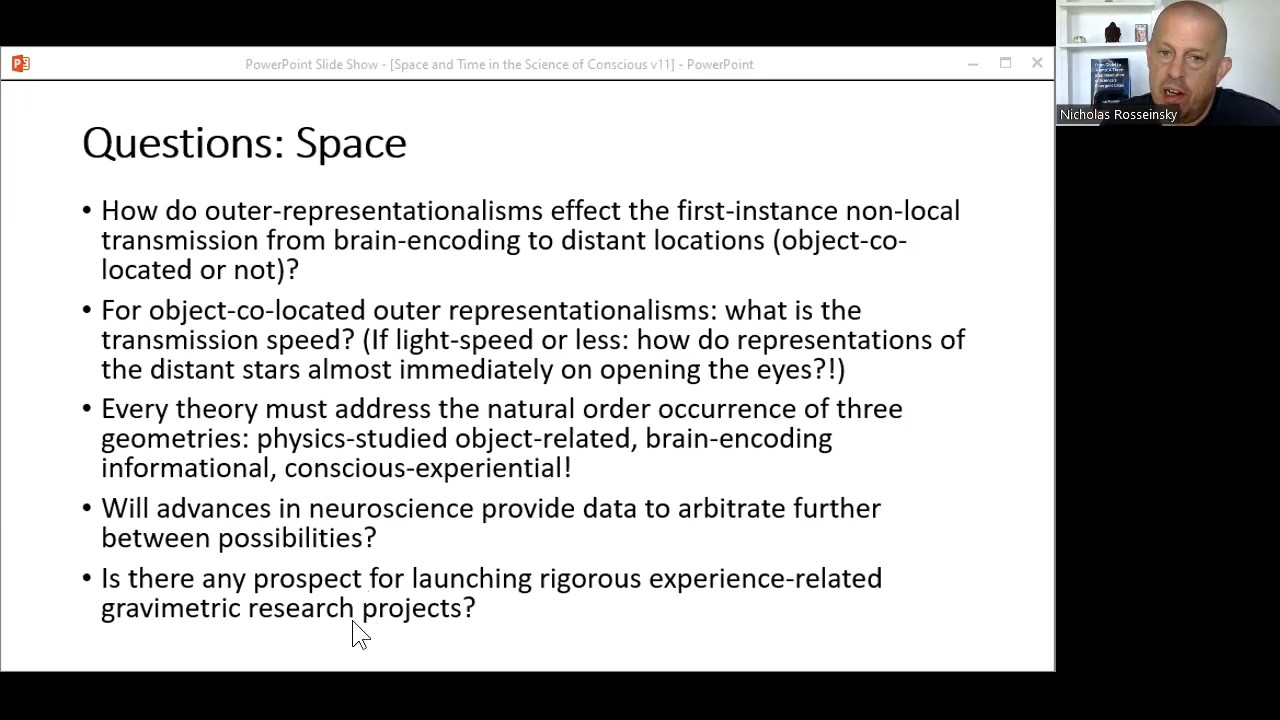 PowerPoint Slide Show - [Space and Time in the Science of Conscious v11] - PowerPoint
Questions: Space
• How do outer-representationalisms effect the first-instance non-local
transmission from brain-encoding to distant locations (object-co-
located or not)?
• For object-co-located outer representationalisms: what is the
transmission speed? (If light-speed or less: how do representations of
the distant stars almost immediately on opening the eyes?!)
• Every theory must address the natural order occurrence of three
geometries: physics-studied object-related, brain-encoding
informational, conscious-experiential!
• Will advances in neuroscience provide data to arbitrate further
between possibilities?
• Is there any prospect for launching rigorous experience-related
gravimetric research projects?
Nicholas Rosseinsky